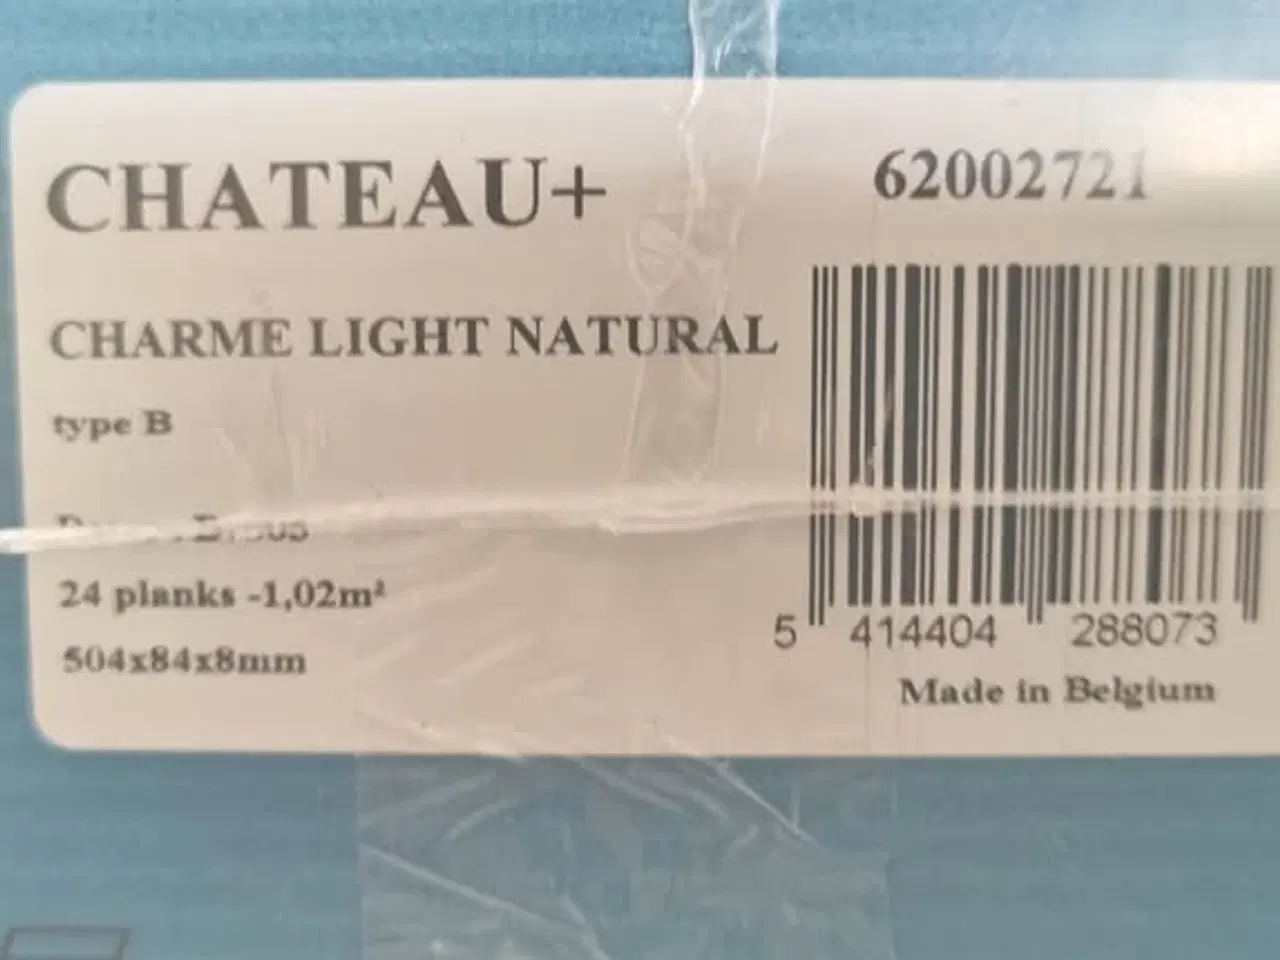 CHATEAU+
62002721
CHARME LIGHT NATURAL
type B
24 planks -1,02m²
504x84x8mm
5 414404 288073
Made in Belgium